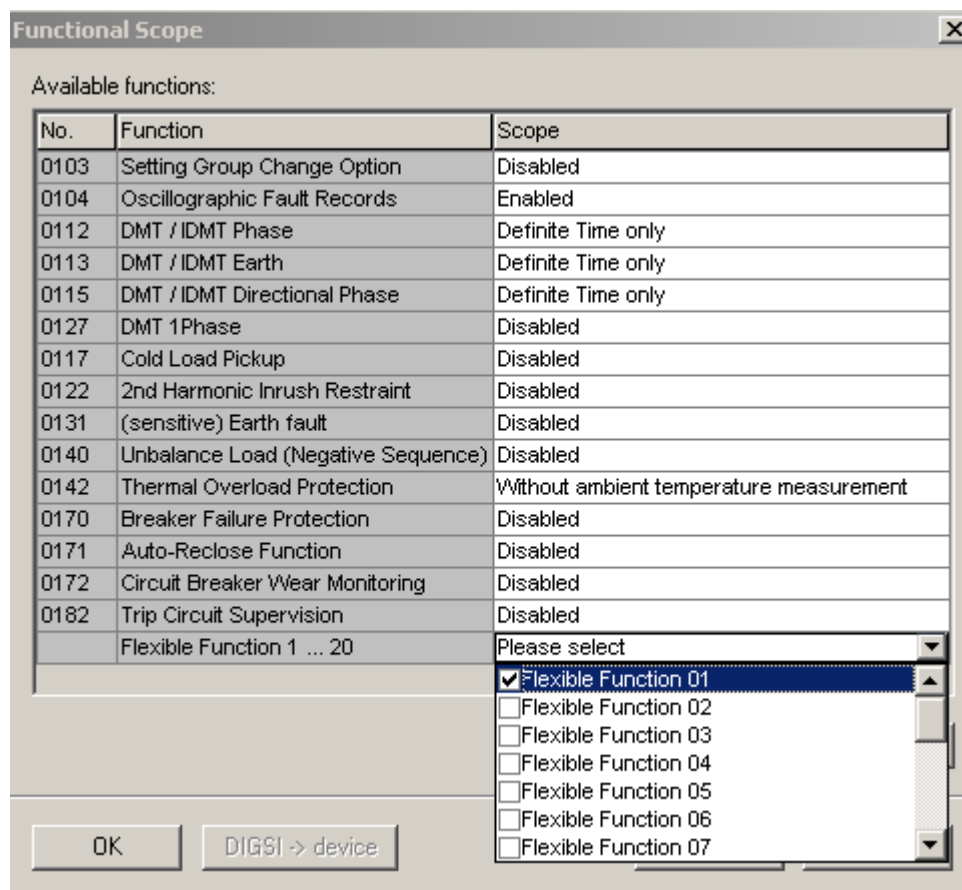 Functional Scope
Available functions:
No. Function Scope
0103 Setting Group Change Option Disabled
0104 Oscillographic Fault Records Enabled
0112 DMT / IDMT Phase Definite Time only
0113 DMT / IDMT Earth Definite Time only
0115 DMT / IDMT Directional Phase Definite Time only
0127 DMT 1Phase Disabled
0117 Cold Load Pickup Disabled
0122 2nd Harmonic Inrush Restraint Disabled
0131 (sensitive) Earth fault Disabled
0140 Unbalance Load (Negative Sequence) Disabled
0142 Thermal Overload Protection Without ambient temperature measurement
0170 Breaker Failure Protection Disabled
0171 Auto-Reclose Function Disabled
0172 Circuit Breaker Wear Monitoring Disabled
0182 Trip Circuit Supervision Disabled
Flexible Function 1 ... 20 Please select
Flexible Function 01
Flexible Function 02
Flexible Function 03
Flexible Function 04
Flexible Function 05
Flexible Function 06
Flexible Function 07
OK DIGSI -> device